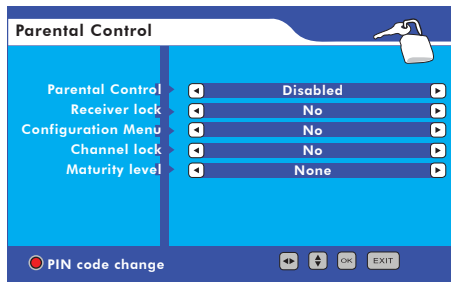 Parental Control
Parental Control Disabled
Receiver lock No
Configuration Menu No
Channel lock No
Maturity level None
PIN code change OK EXIT